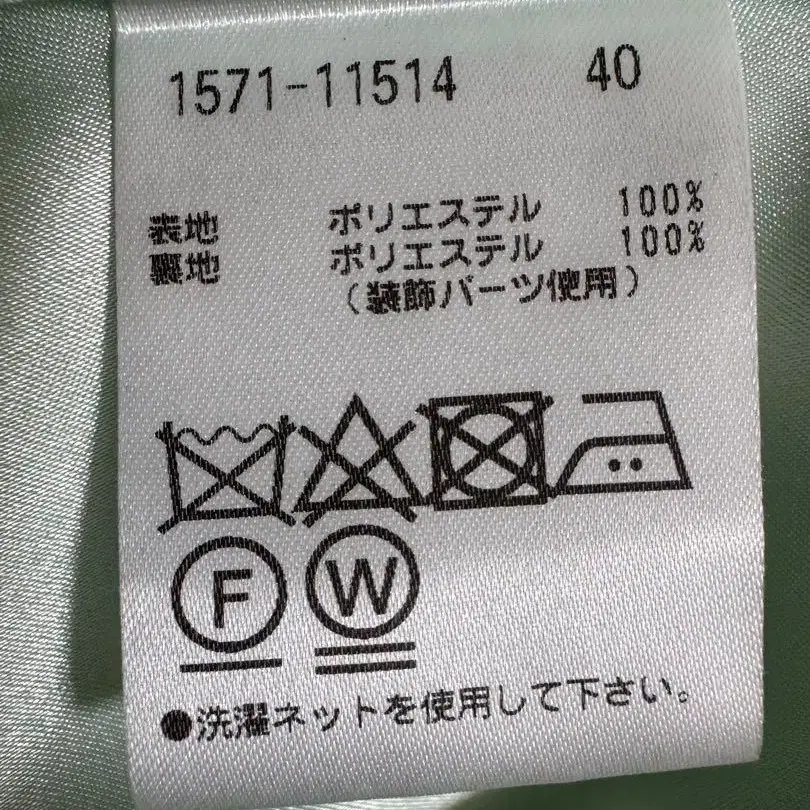 1571-11514 40
表地 ポリエステル 100%
裏地 ポリエステル 100%
(装飾パーツ使用)
F W
●洗濯ネットを使用して下さい。